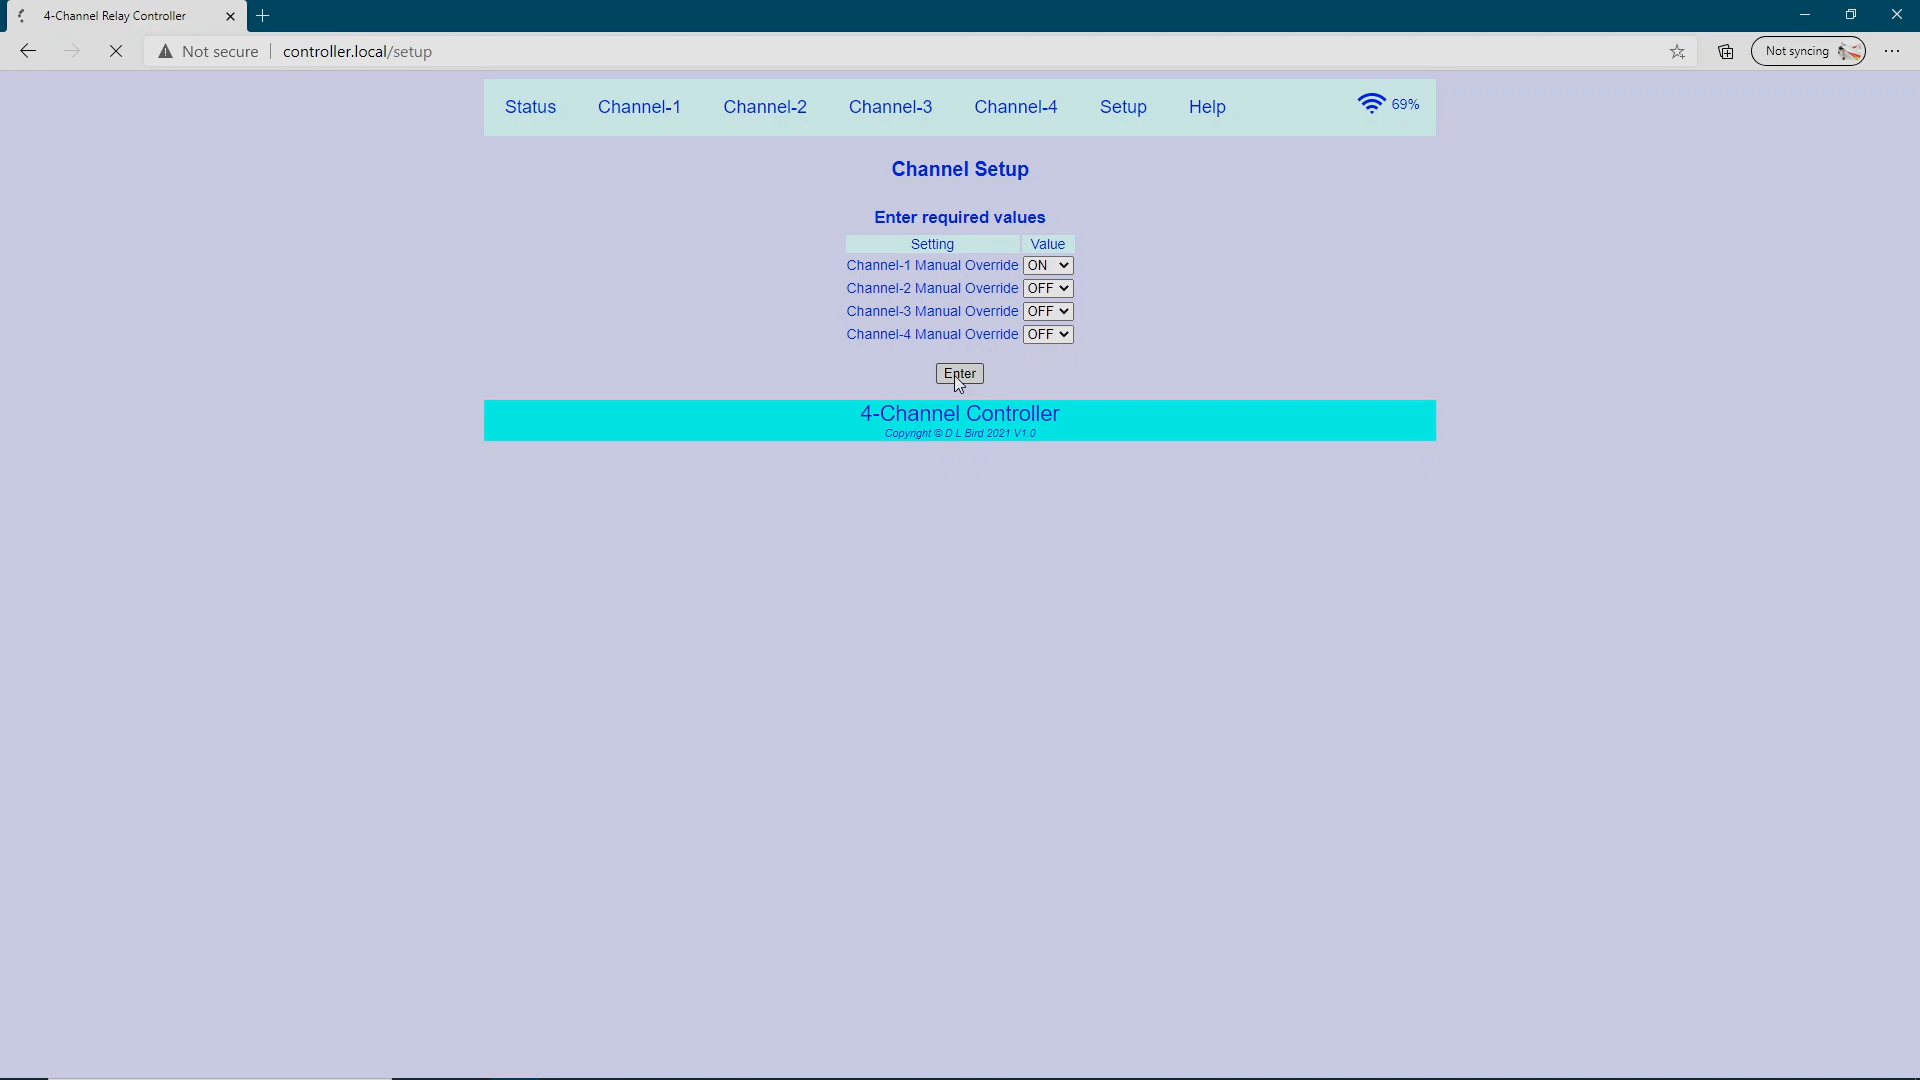 4-Channel Relay Controller
Not secure controller.local/setup Not syncing
Status Channel-1 Channel-2 Channel-3 Channel-4 Setup Help 69%
Channel Setup
Enter required values
Setting Value
Channel-1 Manual Override ON
Channel-2 Manual Override OFF
Channel-3 Manual Override OFF
Channel-4 Manual Override OFF
Enter
4-Channel Controller
Copyright © D L Bird 2021 V1.0